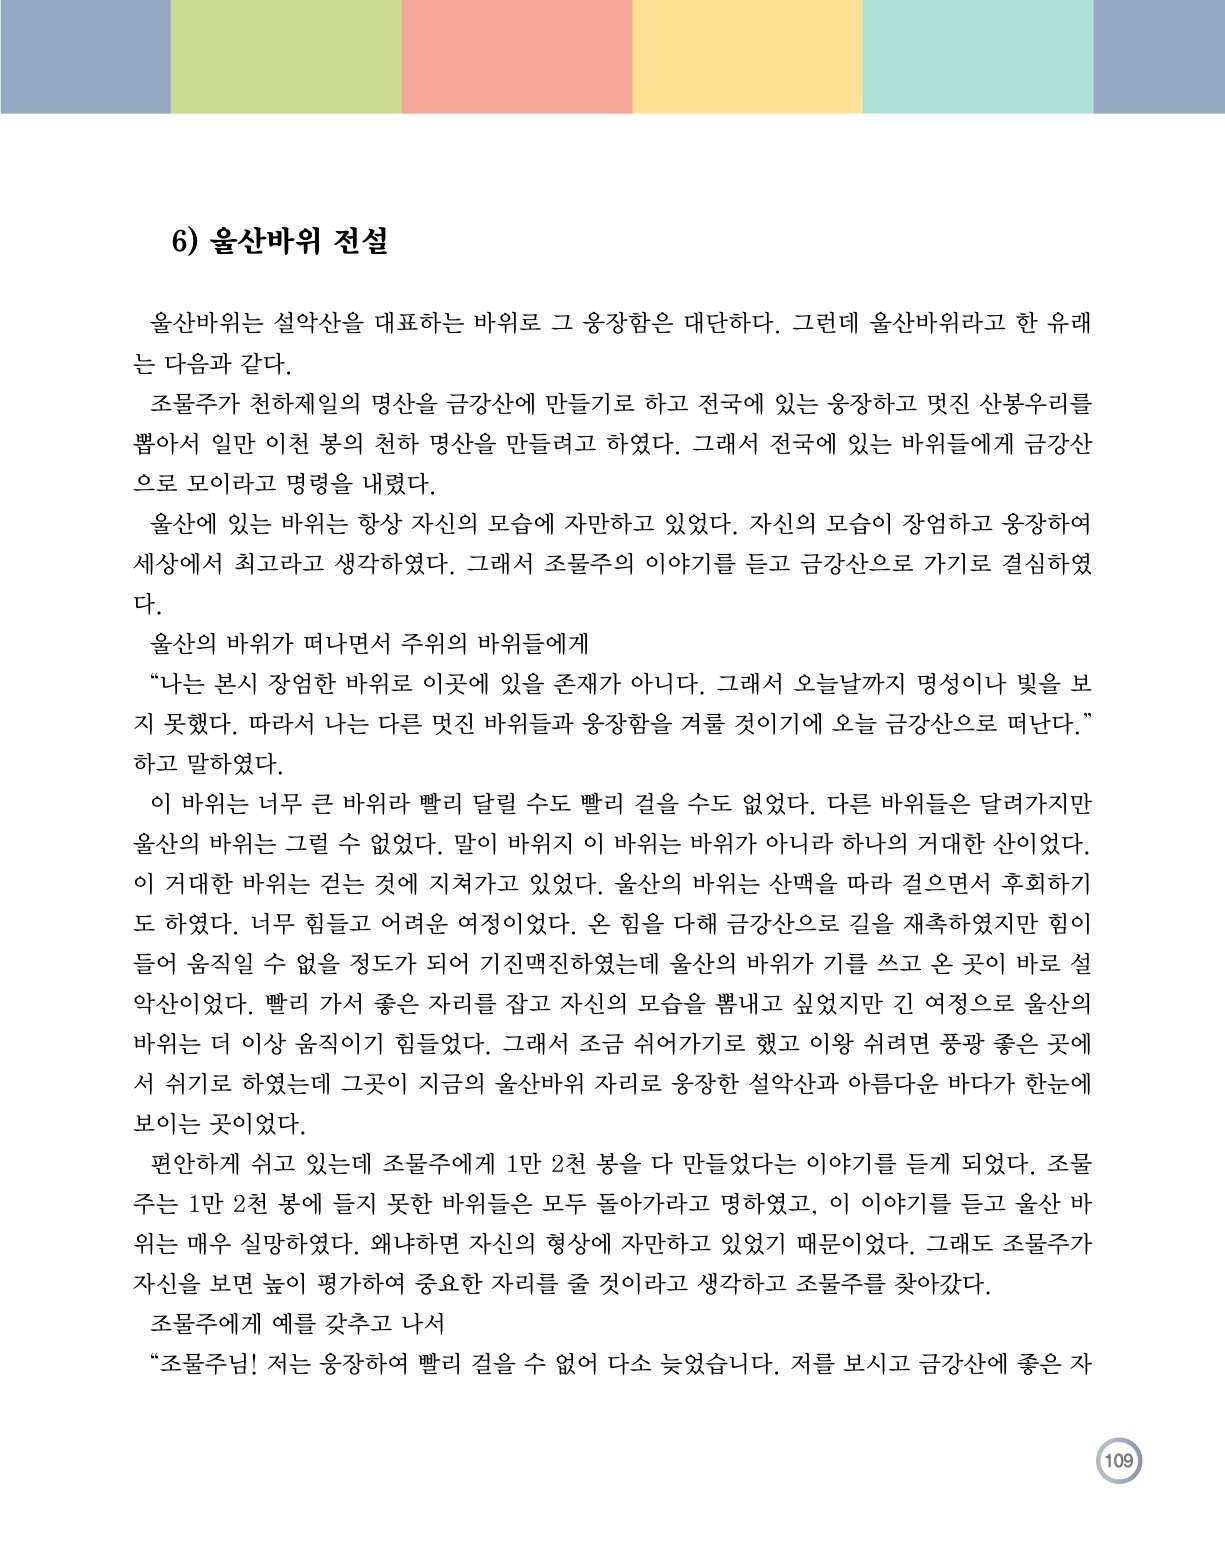 6) 울산바위 전설
울산바위는 설악산을 대표하는 바위로 그 웅장함은 대단하다. 그런데 울산바위라고 한 유래
는 다음과 같다.
조물주가 천하제일의 명산을 금강산에 만들기로 하고 전국에 있는 웅장하고 멋진 산봉우리를
뽑아서 일만 이천 봉의 천하 명산을 만들려고 하였다. 그래서 전국에 있는 바위들에게 금강산
으로 모이라고 명령을 내렸다.
울산에 있는 바위는 항상 자신의 모습에 자만하고 있었다. 자신의 모습이 장엄하고 웅장하여
세상에서 최고라고 생각하였다. 그래서 조물주의 이야기를 듣고 금강산으로 가기로 결심하였
다.
울산의 바위가 떠나면서 주위의 바위들에게
“나는 본시 장엄한 바위로 이곳에 있을 존재가 아니다. 그래서 오늘날까지 명성이나 빛을 보
지 못했다. 따라서 나는 다른 멋진 바위들과 웅장함을 겨룰 것이기에 오늘 금강산으로 떠난다.”
하고 말하였다.
이 바위는 너무 큰 바위라 빨리 달릴 수도 빨리 걸을 수도 없었다. 다른 바위들은 달려가지만
울산의 바위는 그럴 수 없었다. 말이 바위지 이 바위는 바위가 아니라 하나의 거대한 산이었다.
이 거대한 바위는 걷는 것에 지쳐가고 있었다. 울산의 바위는 산맥을 따라 걸으면서 후회하기
도 하였다. 너무 힘들고 어려운 여정이었다. 온 힘을 다해 금강산으로 길을 재촉하였지만 힘이
들어 움직일 수 없을 정도가 되어 기진맥진하였는데 울산의 바위가 기를 쓰고 온 곳이 바로 설
악산이었다. 빨리 가서 좋은 자리를 잡고 자신의 모습을 뽐내고 싶었지만 긴 여정으로 울산의
바위는 더 이상 움직이기 힘들었다. 그래서 조금 쉬어가기로 했고 이왕 쉬려면 풍광 좋은 곳에
서 쉬기로 하였는데 그곳이 지금의 울산바위 자리로 웅장한 설악산과 아름다운 바다가 한눈에
보이는 곳이었다.
편안하게 쉬고 있는데 조물주에게 1만 2천 봉을 다 만들었다는 이야기를 듣게 되었다. 조물
주는 1만 2천 봉에 들지 못한 바위들은 모두 돌아가라고 명하였고, 이 이야기를 듣고 울산 바
위는 매우 실망하였다. 왜냐하면 자신의 형상에 자만하고 있었기 때문이었다. 그래도 조물주가
자신을 보면 높이 평가하여 중요한 자리를 줄 것이라고 생각하고 조물주를 찾아갔다.
조물주에게 예를 갖추고 나서
“조물주님! 저는 웅장하여 빨리 걸을 수 없어 다소 늦었습니다. 저를 보시고 금강산에 좋은 자
109